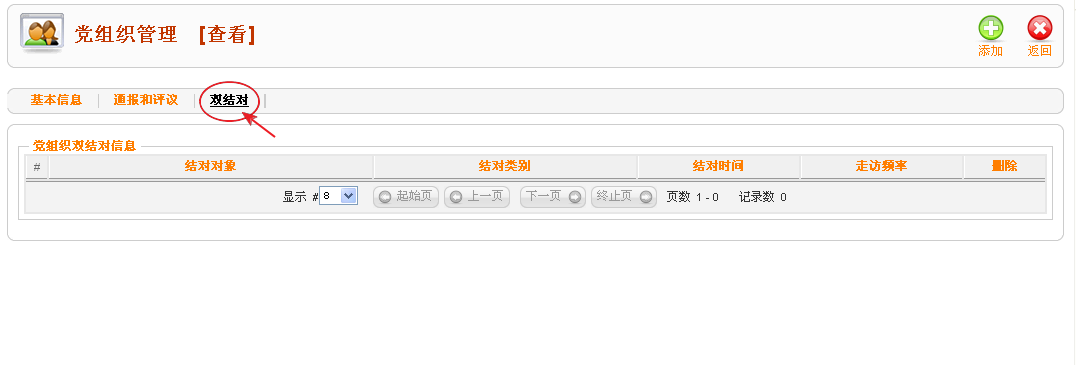 党组织管理 [查看]
添加 返回
基本信息 | 通报和评议 | 双结对 |
党组织双结对信息
# 结对对象 结对类别 结对时间 走访频率 删除
显示 # 8 起始页 上一页 下一页 终止页 页数 1 - 0 记录数 0